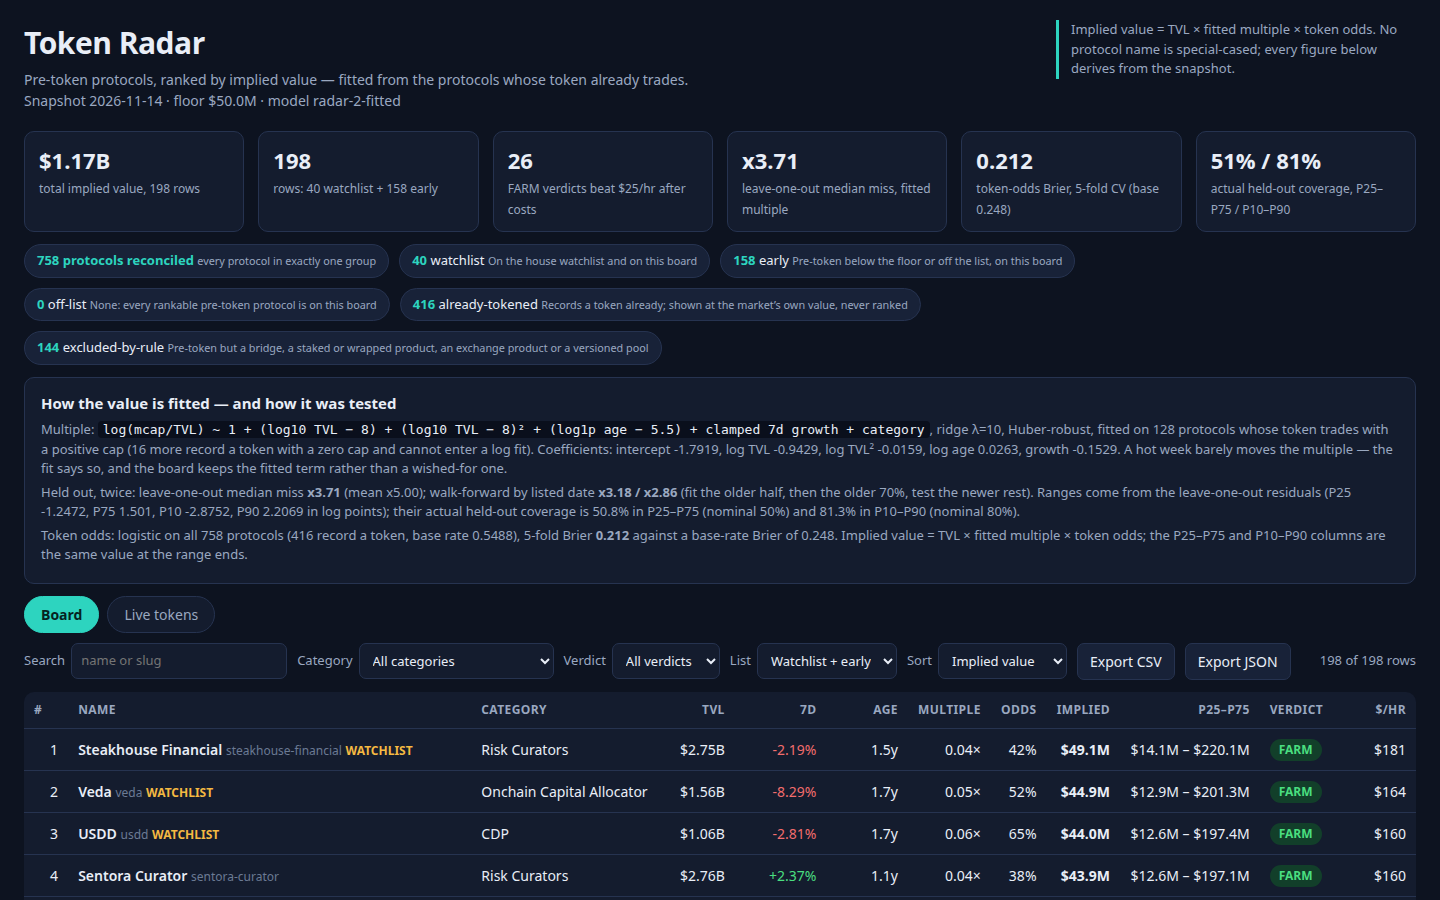 Token Radar
Pre-token protocols, ranked by implied value — fitted from the protocols whose token already trades.
Snapshot 2026-11-14 · floor $50.0M · model radar-2-fitted
Implied value = TVL × fitted multiple × token odds. No
protocol name is special-cased; every figure below
derives from the snapshot.
$1.17B
total implied value, 198 rows
198
rows: 40 watchlist + 158 early
26
FARM verdicts beat $25/hr after
costs
x3.71
leave-one-out median miss, fitted
multiple
0.212
token-odds Brier, 5-fold CV (base
0.248)
51% / 81%
actual held-out coverage, P25–
P75 / P10–P90
758 protocols reconciled every protocol in exactly one group
40 watchlist On the house watchlist and on this board
158 early Pre-token below the floor or off the list, on this board
0 off-list None: every rankable pre-token protocol is on this board
416 already-tokened Records a token already; shown at the market's own value, never ranked
144 excluded-by-rule Pre-token but a bridge, a staked or wrapped product, an exchange product or a versioned pool
How the value is fitted — and how it was tested
Multiple: log(mcap/TVL) ~ 1 + (log10 TVL − 8) + (log10 TVL − 8)² + (log1p age − 5.5) + clamped 7d growth + category, ridge λ=10, Huber-robust, fitted on 128 protocols whose token trades with
a positive cap (16 more record a token with a zero cap and cannot enter a log fit). Coefficients: intercept -1.7919, log TVL -0.9429, log TVL² -0.0159, log age 0.0263, growth -0.1529. A hot week barely moves the multiple — the
fit says so, and the board keeps the fitted term rather than a wished-for one.
Held out, twice: leave-one-out median miss x3.71 (mean x5.00); walk-forward by listed date x3.18 / x2.86 (fit the older half, then the older 70%, test the newer rest). Ranges come from the leave-one-out residuals (P25
-1.2472, P75 1.501, P10 -2.8752, P90 2.2069 in log points); their actual held-out coverage is 50.8% in P25–P75 (nominal 50%) and 81.3% in P10–P90 (nominal 80%).
Token odds: logistic on all 758 protocols (416 record a token, base rate 0.5488), 5-fold Brier 0.212 against a base-rate Brier of 0.248. Implied value = TVL × fitted multiple × token odds; the P25–P75 and P10–P90 columns are
the same value at the range ends.
Board
Live tokens
Search name or slug Category All categories Verdict All verdicts List Watchlist + early Sort Implied value Export CSV Export JSON 198 of 198 rows
# NAME CATEGORY TVL 7D AGE MULTIPLE ODDS IMPLIED P25–P75 VERDICT $/HR
1 Steakhouse Financial steakhouse-financial WATCHLIST Risk Curators $2.75B -2.19% 1.5y 0.04× 42% $49.1M $14.1M – $220.1M FARM $181
2 Veda veda WATCHLIST Onchain Capital Allocator $1.56B -8.29% 1.7y 0.05× 52% $44.9M $12.9M – $201.3M FARM $164
3 USDD usdd WATCHLIST CDP $1.06B -2.81% 1.7y 0.06× 65% $44.0M $12.6M – $197.4M FARM $160
4 Sentora Curator sentora-curator Risk Curators $2.76B +2.37% 1.1y 0.04× 38% $43.9M $12.6M – $197.1M FARM $160